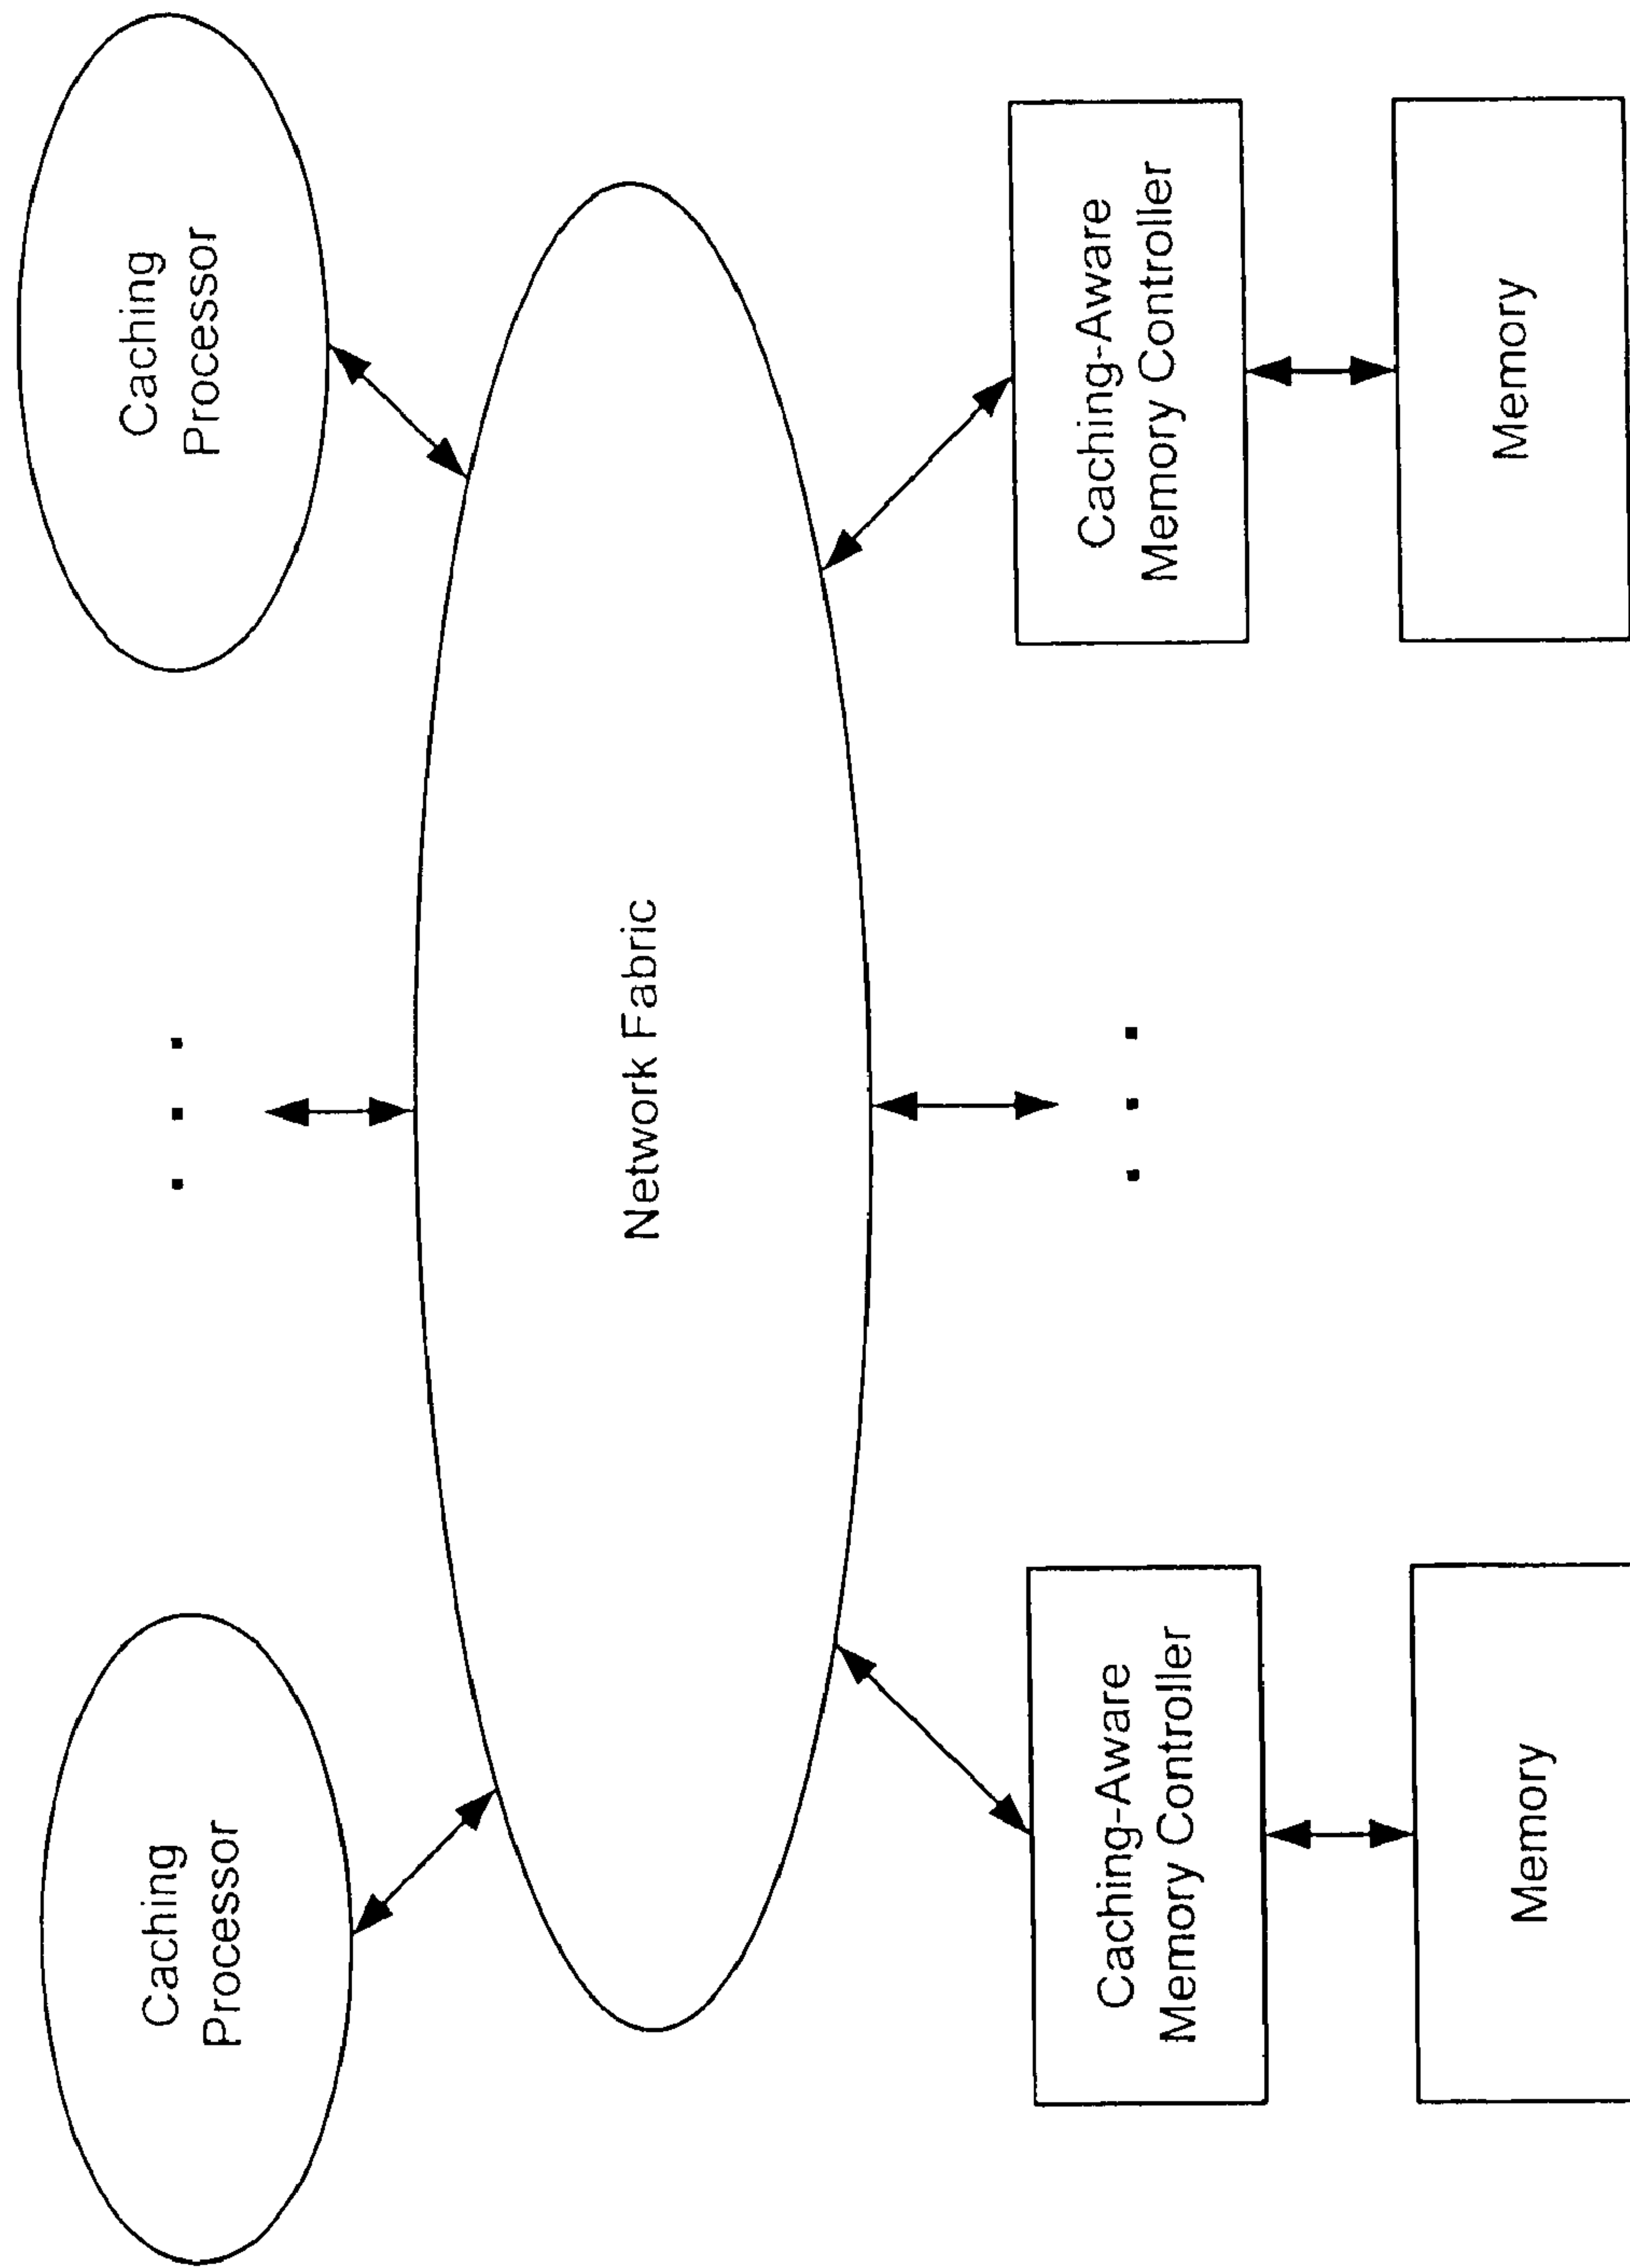 Caching
Processor
Caching
Processor
Network Fabric
Caching-Aware
Memory Controller
Caching-Aware
Memory Controller
Memory
Memory